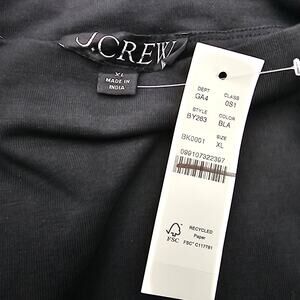 J.CREW
XL
MADE IN
INDIA
DEPT CLASS
GA4 0S1
STYLE COLOR
BY263 BLA
SIZE
BK0001 XL
099107322397
RECYCLED
Paper
FSC
FSC® C117781